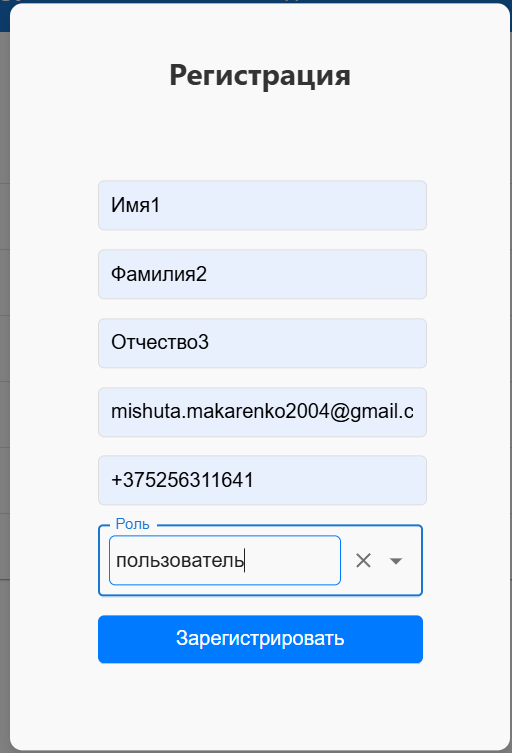 Регистрация
Имя1
Фамилия2
Отчество3
mishuta.makarenko2004@gmail.c
+375256311641
Роль
пользователь
Зарегистрировать